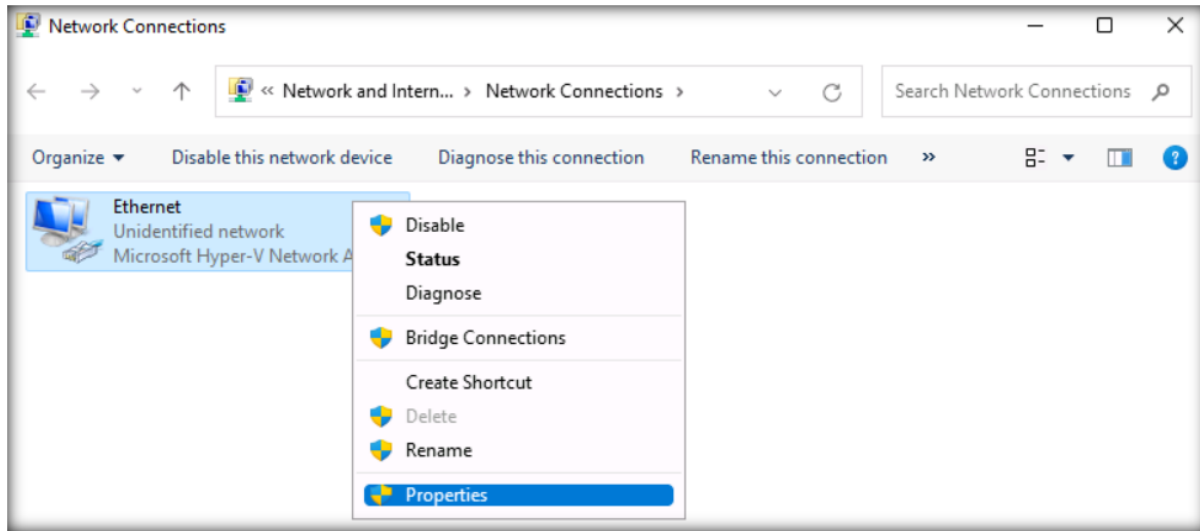 Network Connections
« Network and Intern... › Network Connections ›
Search Network Connections
Organize Disable this network device Diagnose this connection Rename this connection »
Ethernet
Unidentified network
Microsoft Hyper-V Network A
Disable
Status
Diagnose
Bridge Connections
Create Shortcut
Delete
Rename
Properties